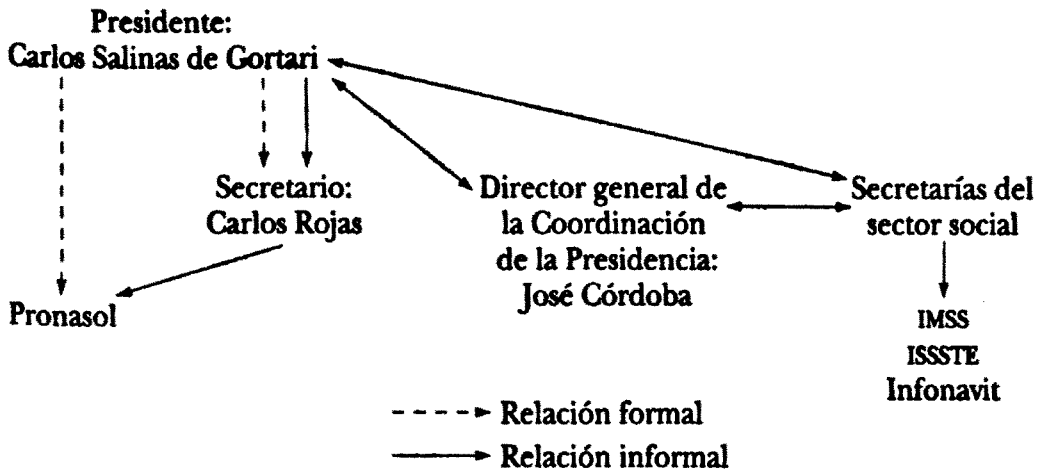 Presidente:
Carlos Salinas de Gortari
Secretario:
Carlos Rojas
Director general de
la Coordinación
de la Presidencia:
José Córdoba
Secretarías del
sector social
Pronasol
IMSS
ISSSTE
Infonavit
Relación formal
Relación informal